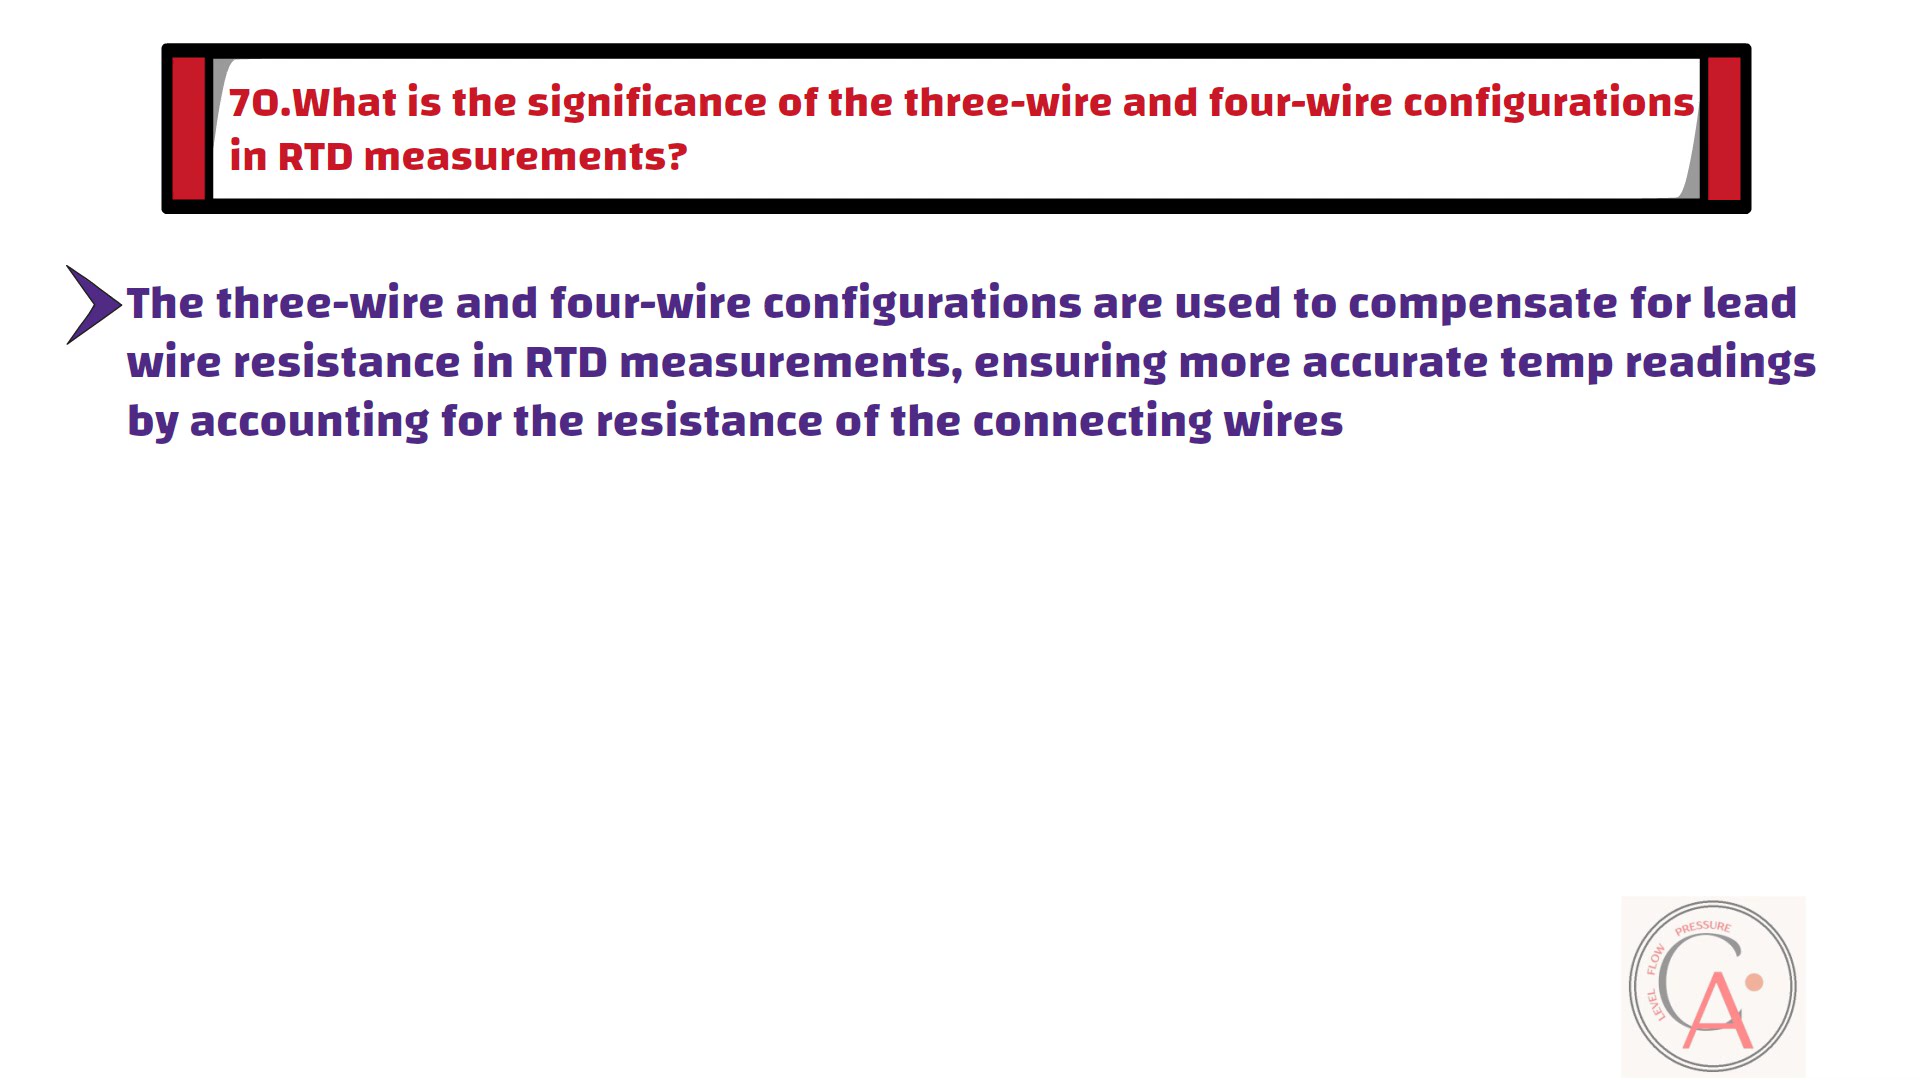 70.What is the significance of the three-wire and four-wire configurations
in RTD measurements?
The three-wire and four-wire configurations are used to compensate for lead
wire resistance in RTD measurements, ensuring more accurate temp readings
by accounting for the resistance of the connecting wires
PRESSURE
FLOW
LEVEL
CA